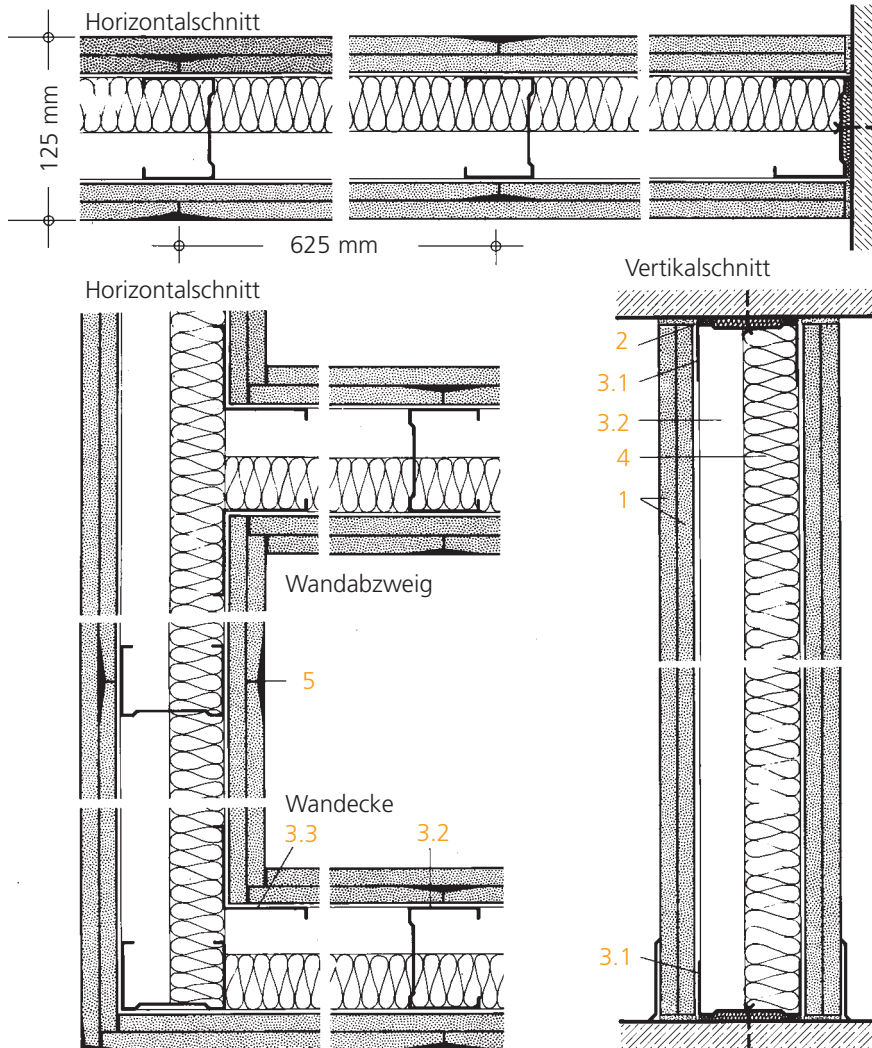 Horizontalschnitt
125 mm
625 mm
Horizontalschnitt
Vertikalschnitt
2
3.1
3.2
4
1
Wandabzweig
5
Wandecke
3.3
3.2
3.1